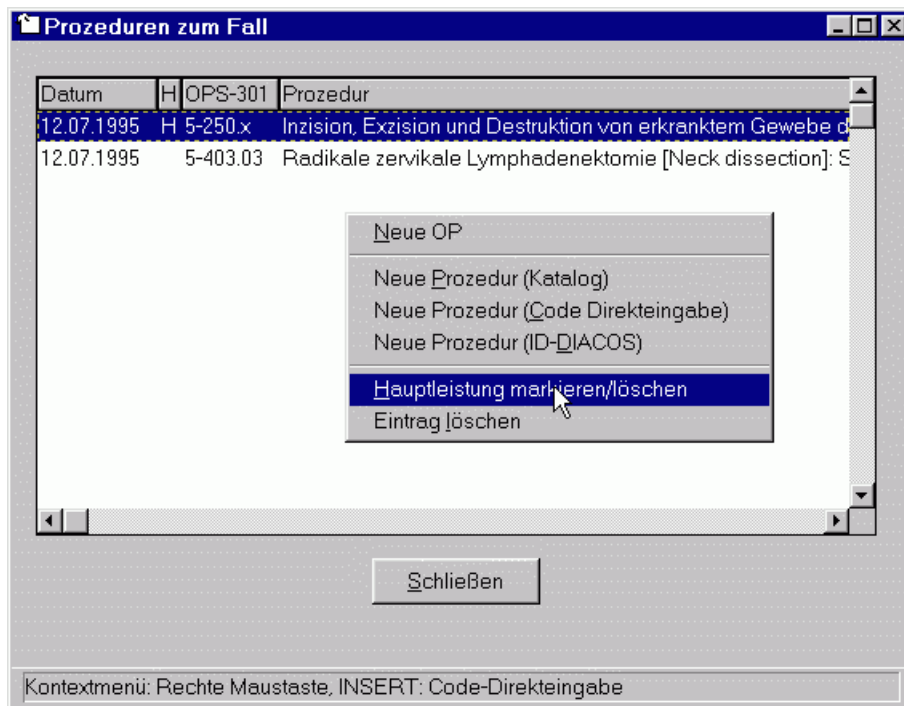 Prozeduren zum Fall
Datum H OPS-301 Prozedur
12.07.1995 H 5-250.x Inzision, Exzision und Destruktion von erkranktem Gewebe d
12.07.1995 5-403.03 Radikale zervikale Lymphadenektomie [Neck dissection]: S
Neue OP
Neue Prozedur (Katalog)
Neue Prozedur (Code Direkteingabe)
Neue Prozedur (ID-DIACOS)
Hauptleistung markieren/löschen
Eintrag löschen
Schließen
Kontextmenü: Rechte Maustaste, INSERT: Code-Direkteingabe